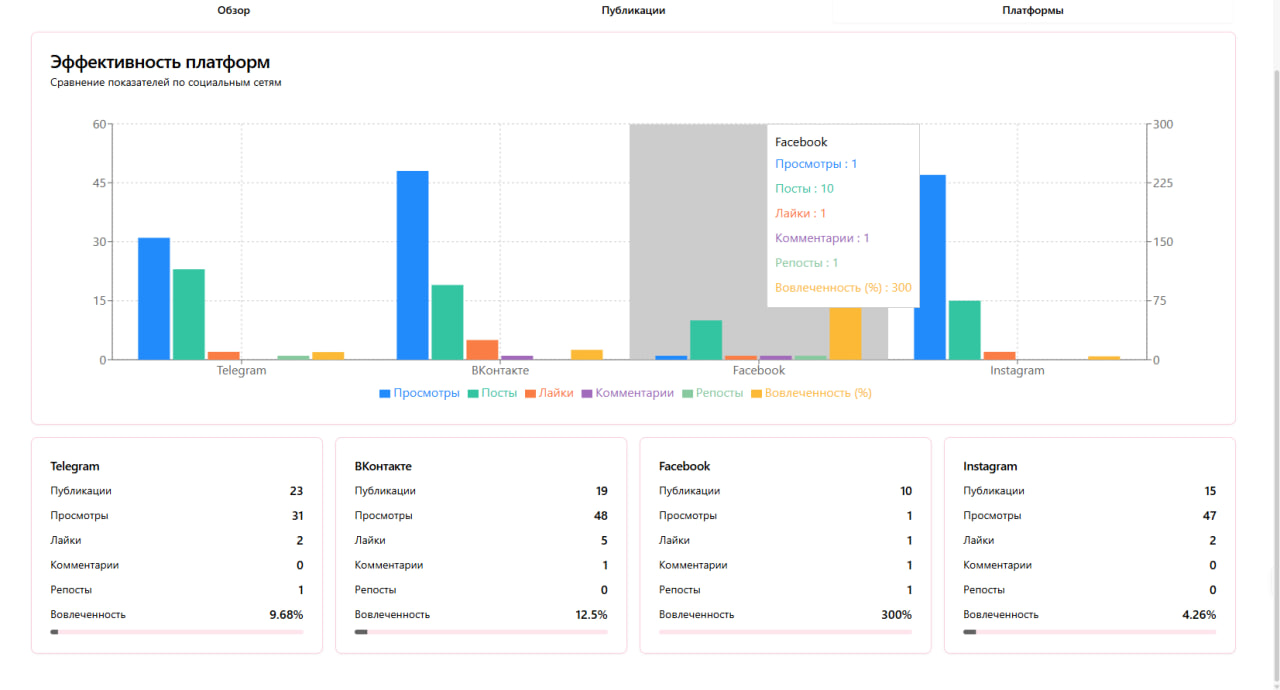 Обзор Публикации Платформы
Эффективность платформ
Сравнение показателей по социальным сетям
60 300
45 225
30 150
15 75
0 0
Facebook
Просмотры : 1
Посты : 10
Лайки : 1
Комментарии : 1
Репосты : 1
Вовлеченность (%) : 300
Telegram ВКонтакте Facebook Instagram
Просмотры Посты Лайки Комментарии Репосты Вовлеченность (%)
Telegram
Публикации 23
Просмотры 31
Лайки 2
Комментарии 0
Репосты 1
Вовлеченность 9.68%
ВКонтакте
Публикации 19
Просмотры 48
Лайки 5
Комментарии 1
Репосты 0
Вовлеченность 12.5%
Facebook
Публикации 10
Просмотры 1
Лайки 1
Комментарии 1
Репосты 1
Вовлеченность 300%
Instagram
Публикации 15
Просмотры 47
Лайки 2
Комментарии 0
Репосты 0
Вовлеченность 4.26%